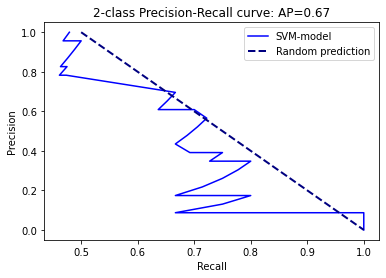 2-class Precision-Recall curve: AP=0.67
SVM-model
Random prediction
Precision
1.0
0.8
0.6
0.4
0.2
0.0
0.5 0.6 0.7 0.8 0.9 1.0
Recall